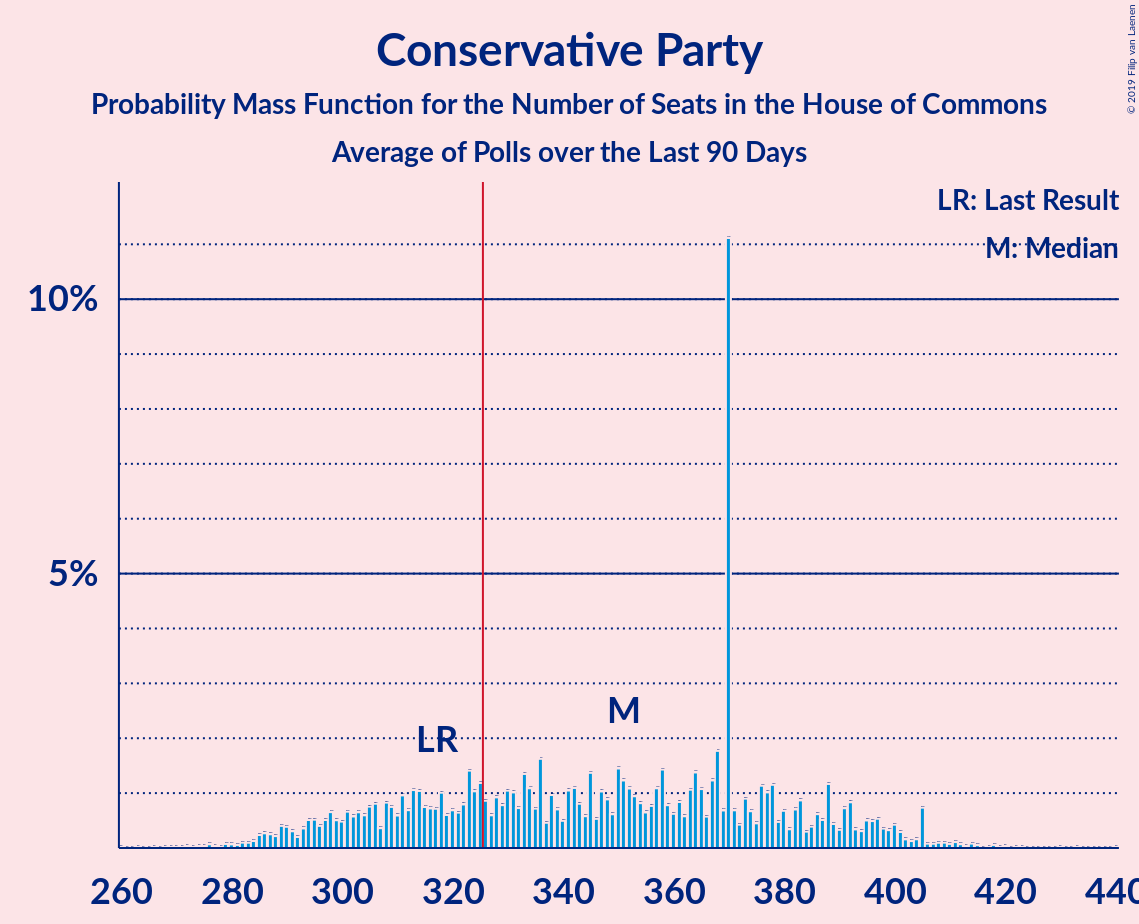 Conservative Party
Probability Mass Function for the Number of Seats in the House of Commons
Average of Polls over the Last 90 Days
© 2019 Filip van Laenen
LR: Last Result
M: Median
10%
5%
LR
M
260 280 300 320 340 360 380 400 420 440